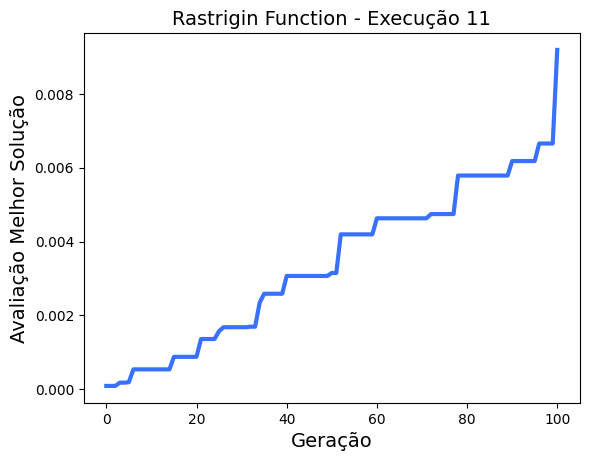 Rastrigin Function - Execução 11
Avaliação Melhor Solução
0.008
0.006
0.004
0.002
0.000
0 20 40 60 80 100
Geração